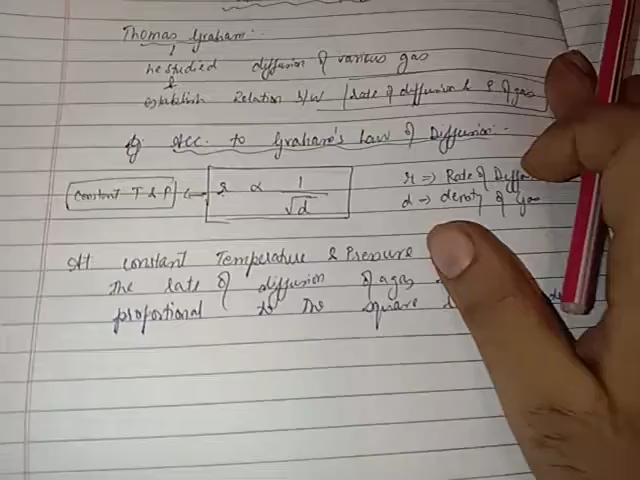 Thomas Graham:
he studied diffusion of various gas
&
establish Relation b/w rate of diffusion & ρ of gas
Acc. to Graham's Law of Diffusion:-
Constant T & P r ∝ 1/√d r => Rate of Diff
d -> density of gas
At constant Temperature & Pressure
the rate of diffusion of a gas
proportional to the square